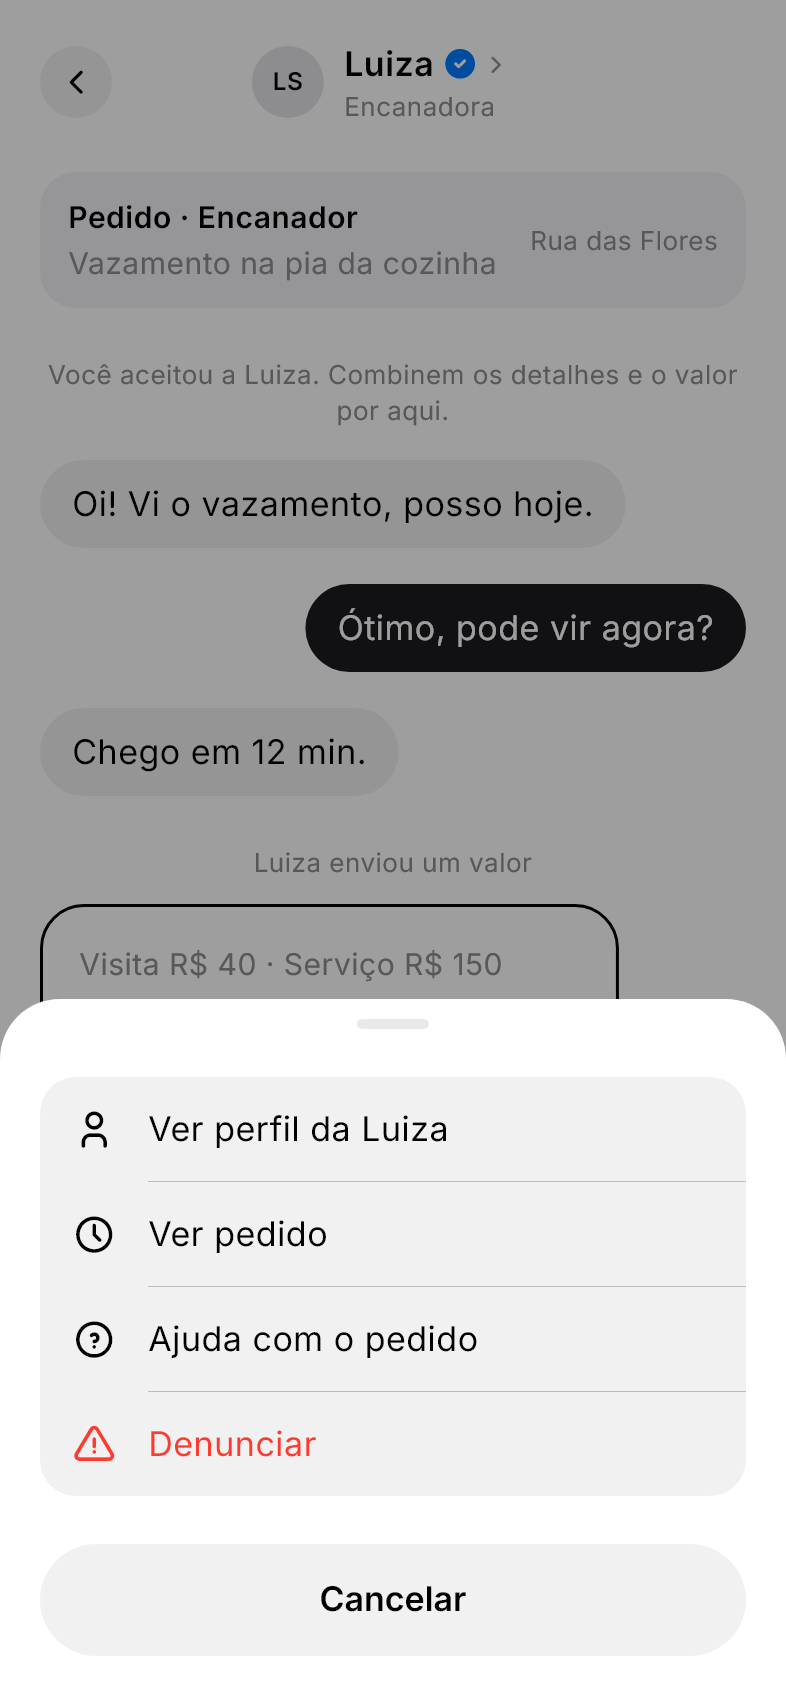 LS
Luiza
Encanadora
Pedido · Encanador
Vazamento na pia da cozinha
Rua das Flores
Você aceitou a Luiza. Combinem os detalhes e o valor
por aqui.
Oi! Vi o vazamento, posso hoje.
Ótimo, pode vir agora?
Chego em 12 min.
Luiza enviou um valor
Visita R$ 40 · Serviço R$ 150
Ver perfil da Luiza
Ver pedido
Ajuda com o pedido
Denunciar
Cancelar